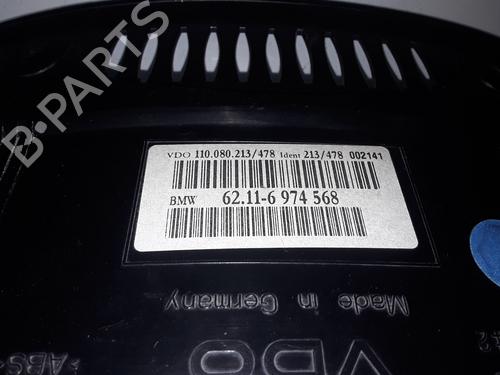 VDO 110.080.213/478 Ident 213/478 002141
BMW 62.11-6 974 568
Made in Germany
VDO
ABS
B-PARTS